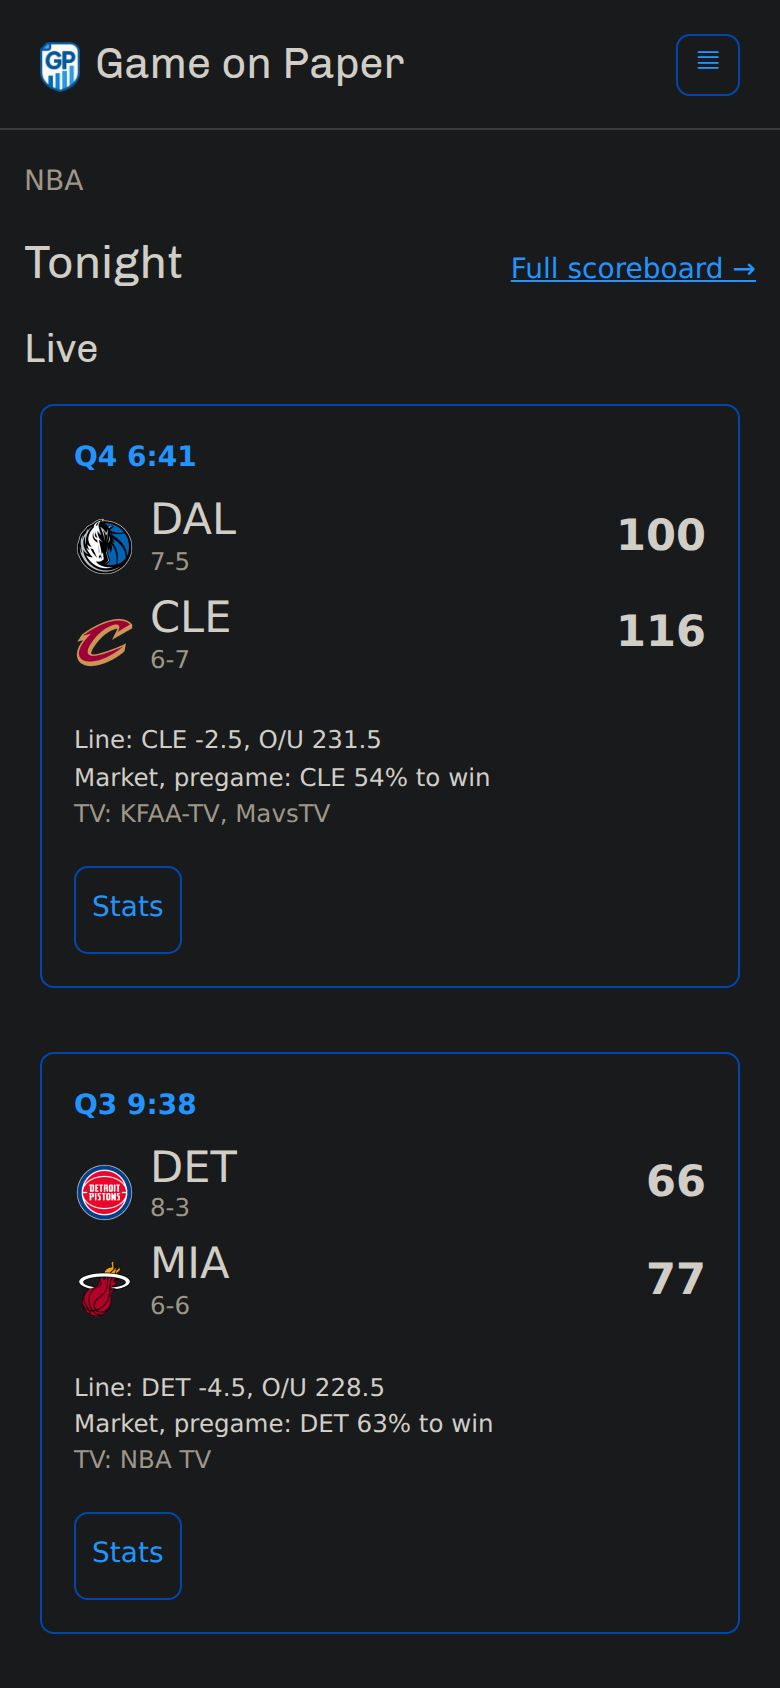 GP
Game on Paper
NBA
Tonight
Full scoreboard →
Live
Q4 6:41
DAL
100
7-5
CLE
116
6-7
Line: CLE -2.5, O/U 231.5
Market, pregame: CLE 54% to win
TV: KFAA-TV, MavsTV
Stats
Q3 9:38
DET
66
8-3
DETROIT
PISTONS
MIA
77
6-6
Line: DET -4.5, O/U 228.5
Market, pregame: DET 63% to win
TV: NBA TV
Stats